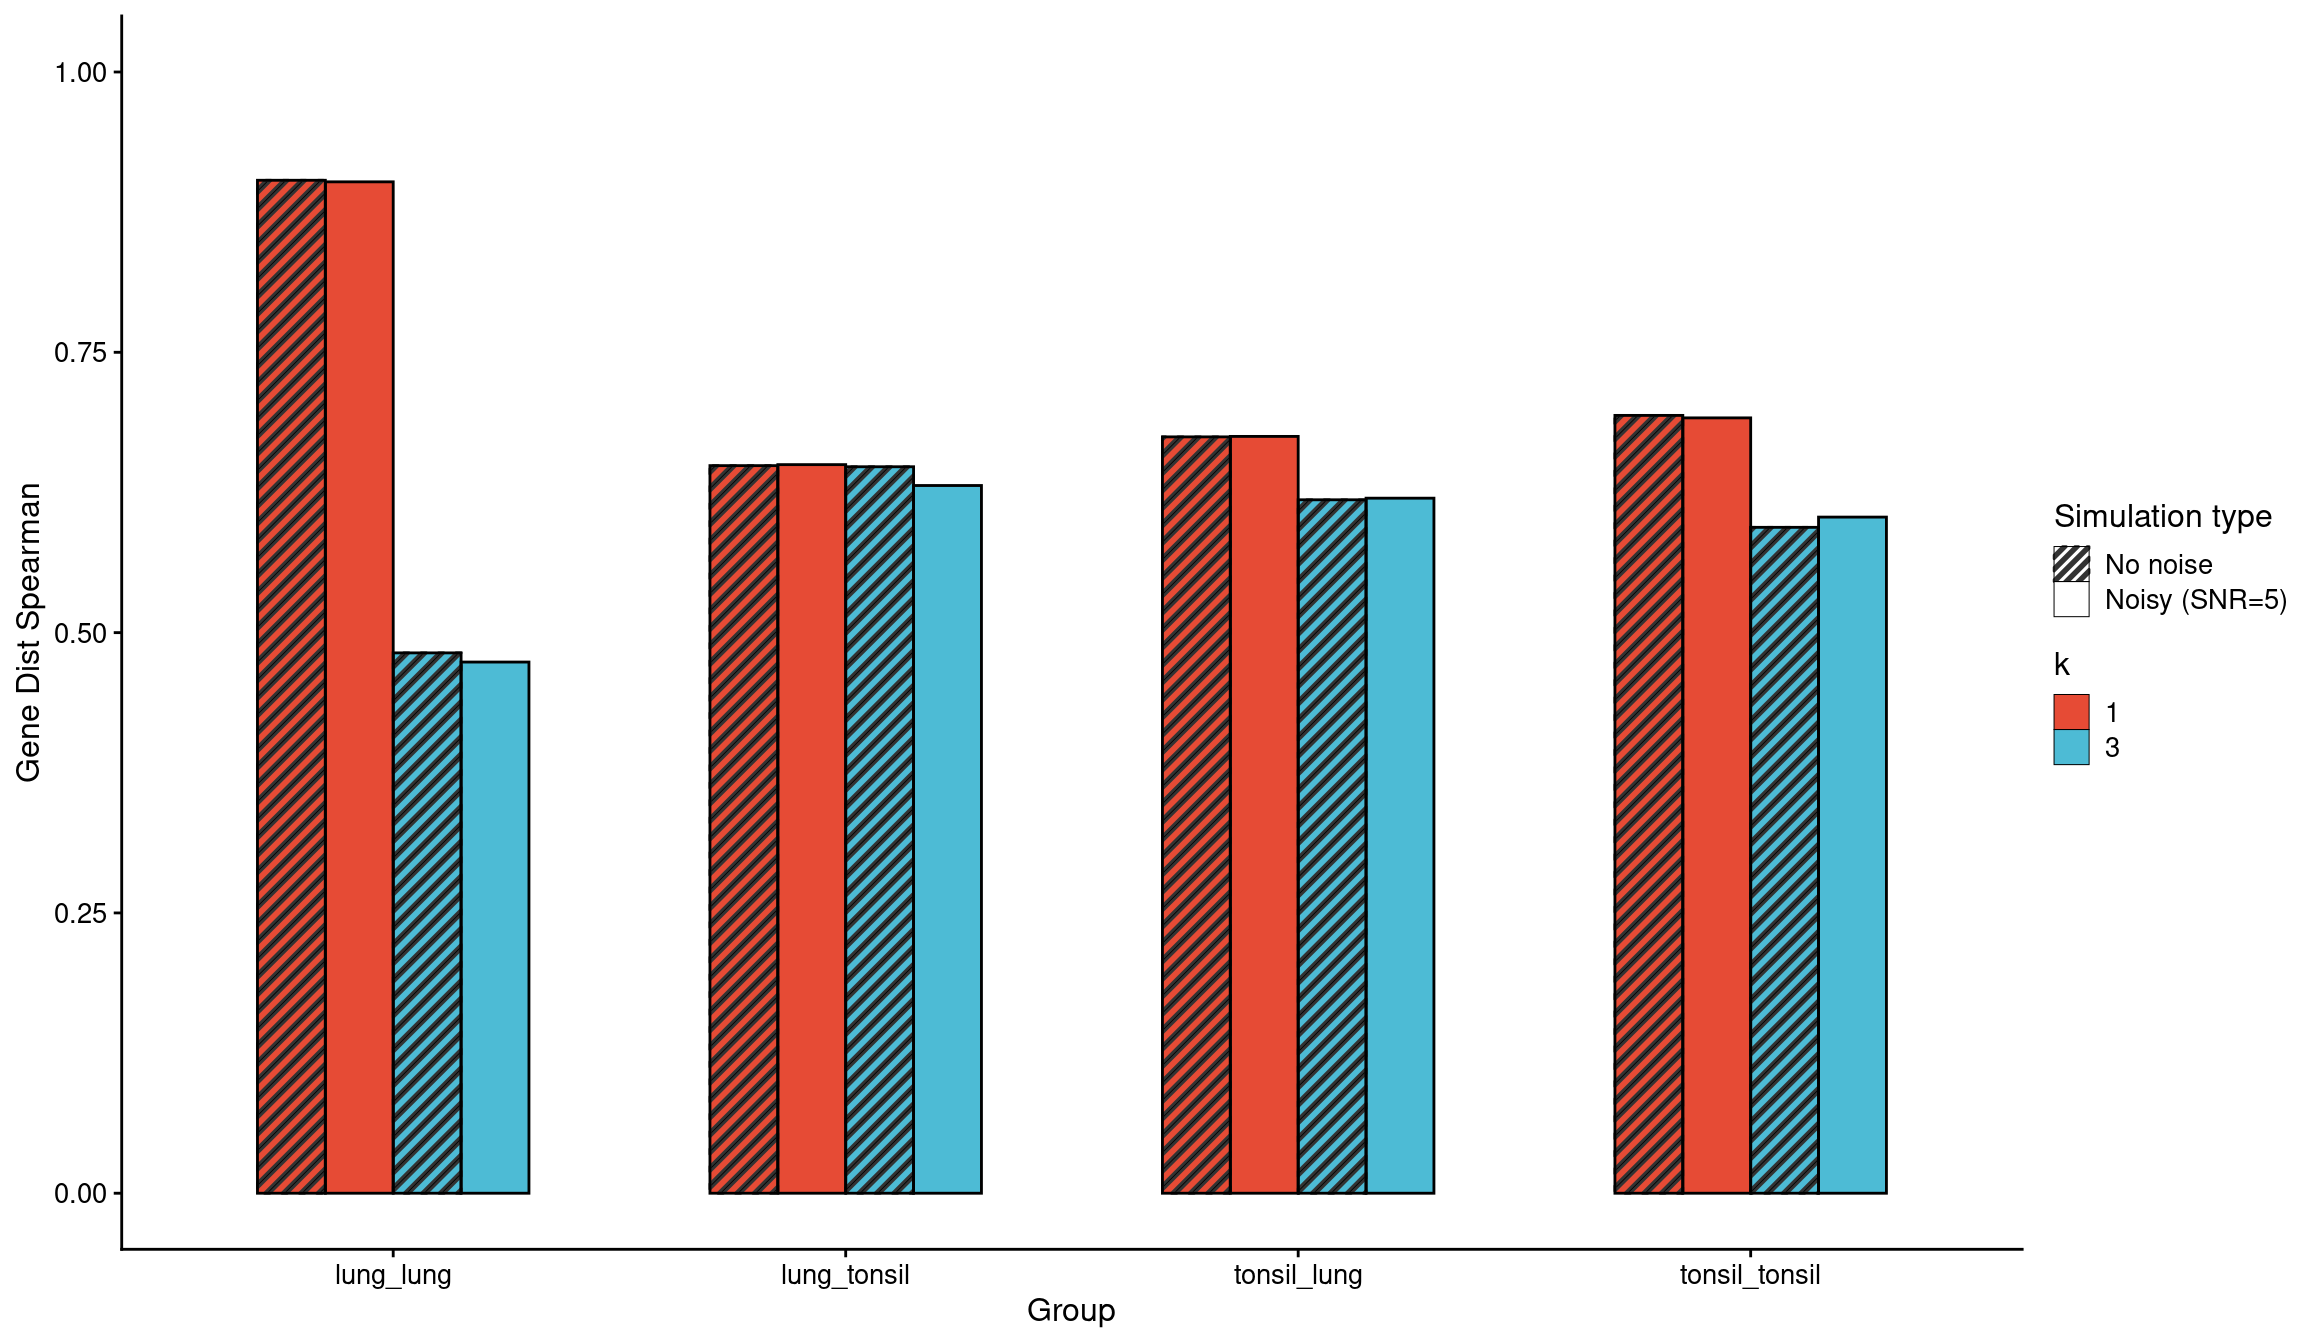 Gene Dist Spearman
1.00
0.75
0.50
0.25
0.00
lung_lung
lung_tonsil
tonsil_lung
tonsil_tonsil
Group
Simulation type
No noise
Noisy (SNR=5)
k
1
3